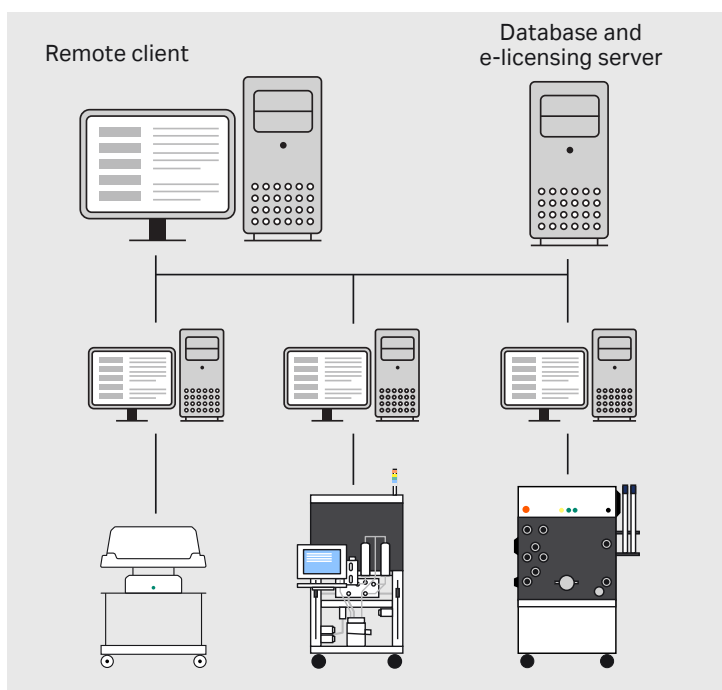 Remote client
Database and
e-licensing server